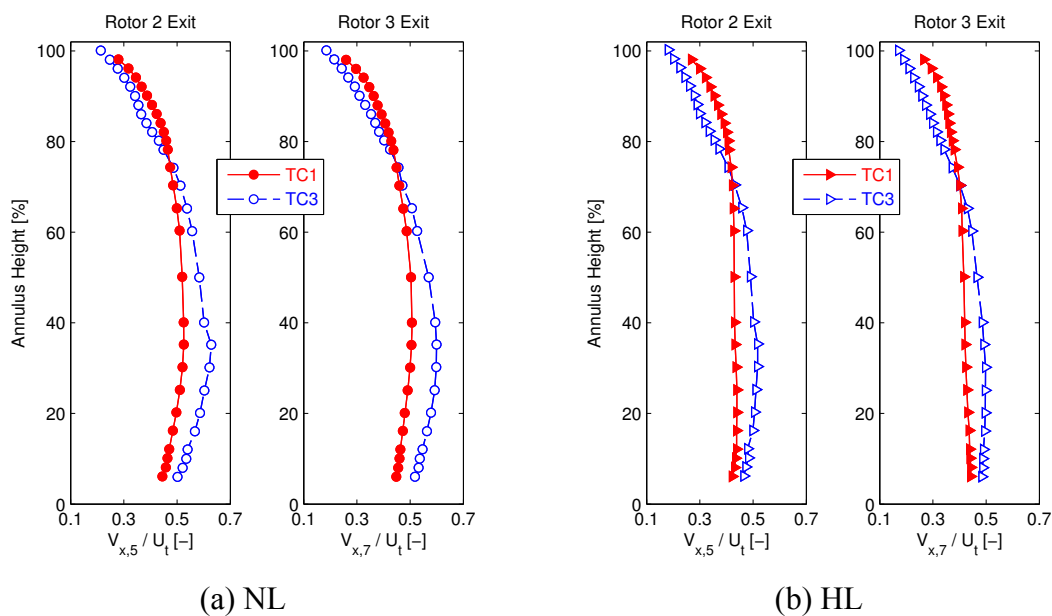 Rotor 2 Exit
Rotor 3 Exit
Annulus Height [%]
100
80
60
40
20
0
TC1
TC3
0.1 0.3 0.5 0.7
0.1 0.3 0.5 0.7
V_{x,5} / U_t [–]
V_{x,7} / U_t [–]
(a) NL
Rotor 2 Exit
Rotor 3 Exit
Annulus Height [%]
100
80
60
40
20
0
TC1
TC3
0.1 0.3 0.5 0.7
0.1 0.3 0.5 0.7
V_{x,5} / U_t [–]
V_{x,7} / U_t [–]
(b) HL